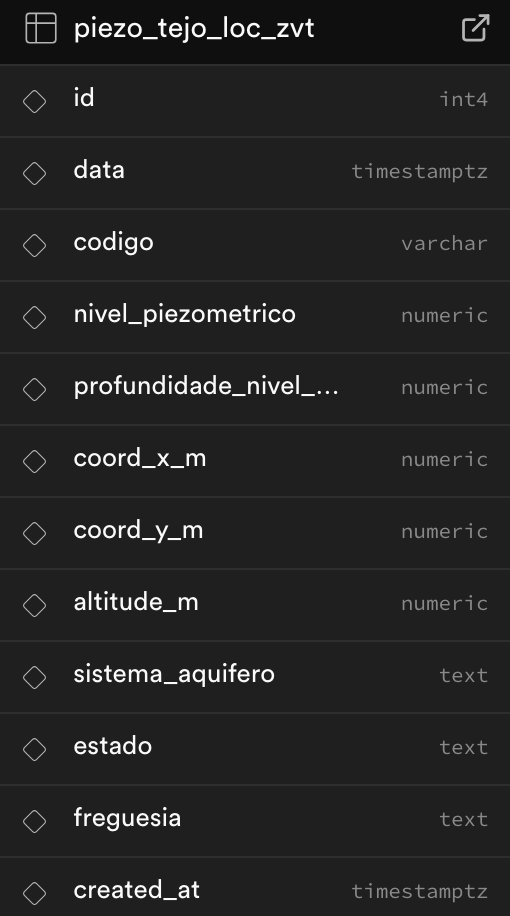 piezo_tejo_loc_zvt
id int4
data timestamptz
codigo varchar
nivel_piezometrico numeric
profundidade_nivel_... numeric
coord_x_m numeric
coord_y_m numeric
altitude_m numeric
sistema_aquifero text
estado text
freguesia text
created_at timestamptz